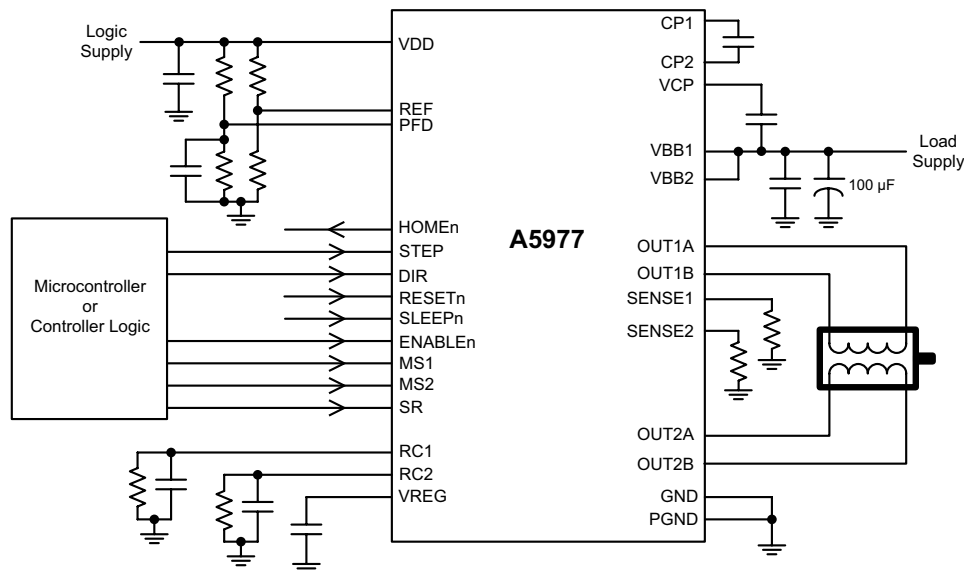 Logic
Supply
VDD
REF
PFD
HOMEn
STEP
DIR
RESETn
SLEEPn
ENABLEn
MS1
MS2
SR
RC1
RC2
VREG
Microcontroller
or
Controller Logic
A5977
CP1
CP2
VCP
VBB1
VBB2
OUT1A
OUT1B
SENSE1
SENSE2
OUT2A
OUT2B
GND
PGND
Load
Supply
100 µF